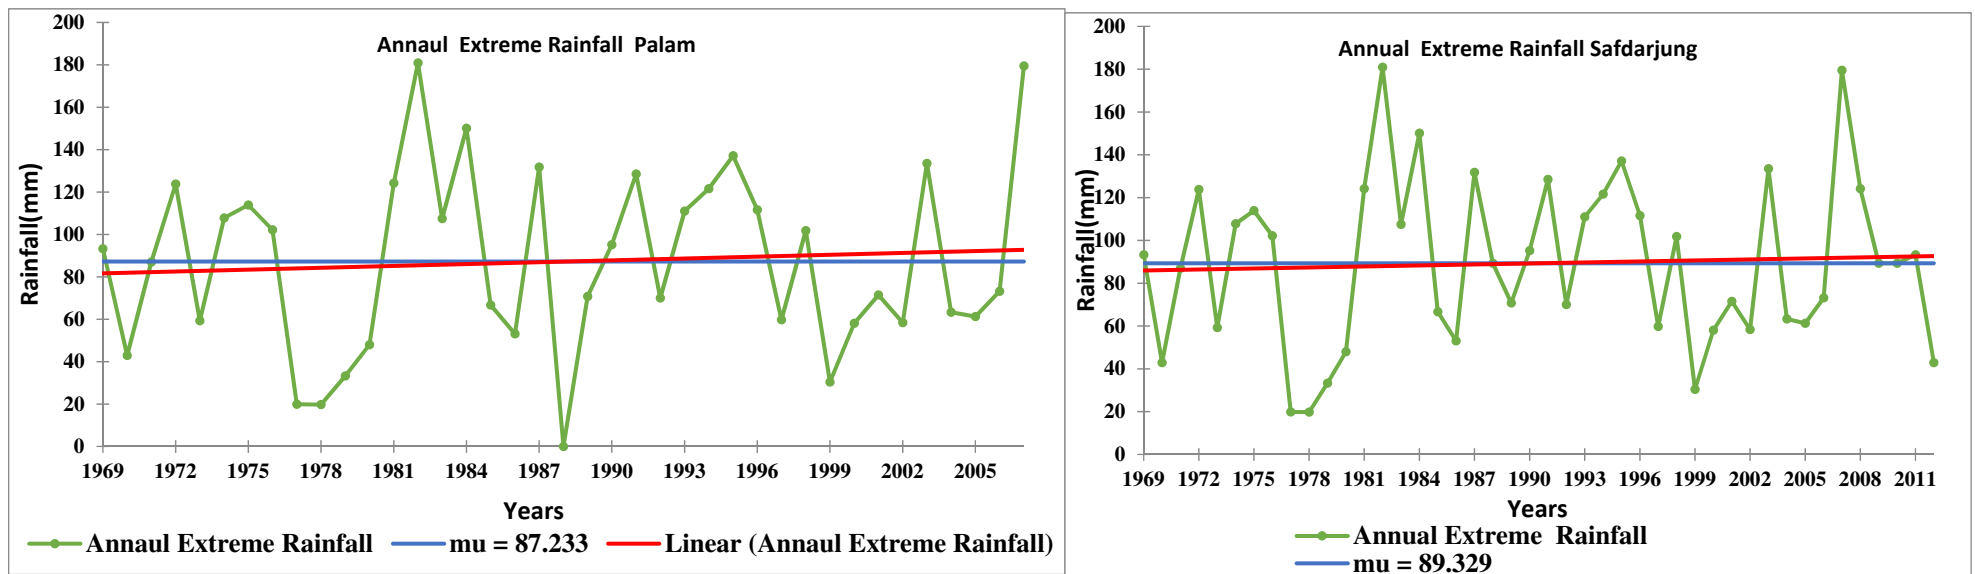 Annaul Extreme Rainfall Palam
Rainfall(mm)
200
180
160
140
120
100
80
60
40
20
0
1969 1972 1975 1978 1981 1984 1987 1990 1993 1996 1999 2002 2005
Years
Annaul Extreme Rainfall mu = 87.233 Linear (Annaul Extreme Rainfall)
Annual Extreme Rainfall Safdarjung
Rainfall(mm)
200
180
160
140
120
100
80
60
40
20
0
1969 1972 1975 1978 1981 1984 1987 1990 1993 1996 1999 2002 2005 2008 2011
Years
Annual Extreme Rainfall
mu = 89.329